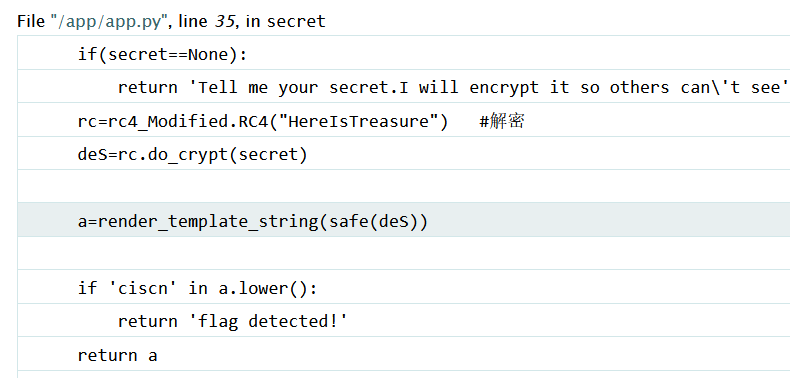 File "/app/app.py", line 35, in secret
if(secret==None):
return 'Tell me your secret.I will encrypt it so others can\'t see'
rc=rc4_Modified.RC4("HereIsTreasure")   #解密
deS=rc.do_crypt(secret)
a=render_template_string(safe(deS))
if 'ciscn' in a.lower():
return 'flag detected!'
return a